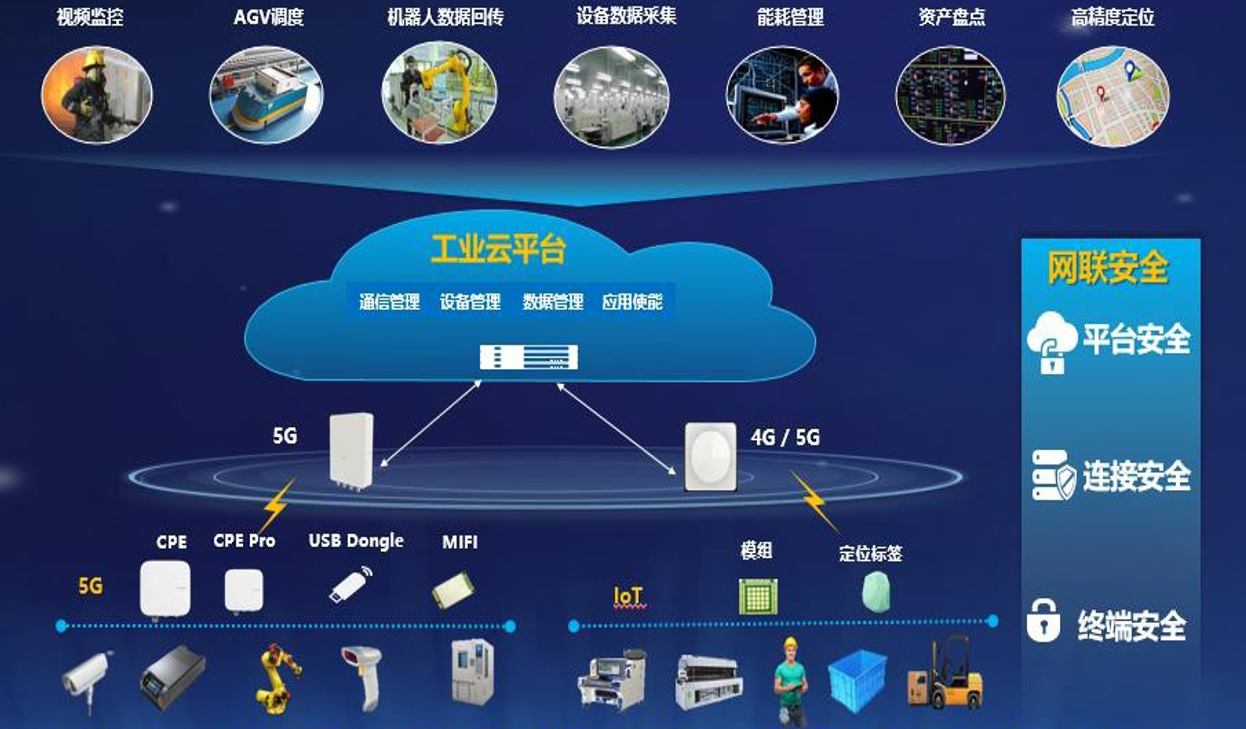 视频监控
AGV调度
机器人数据回传
设备数据采集
能耗管理
资产盘点
高精度定位
工业云平台
通信管理 设备管理 数据管理 应用使能
5G
4G / 5G
CPE
CPE Pro
USB Dongle
MIFI
模组
定位标签
5G
IoT
网联安全
平台安全
连接安全
终端安全